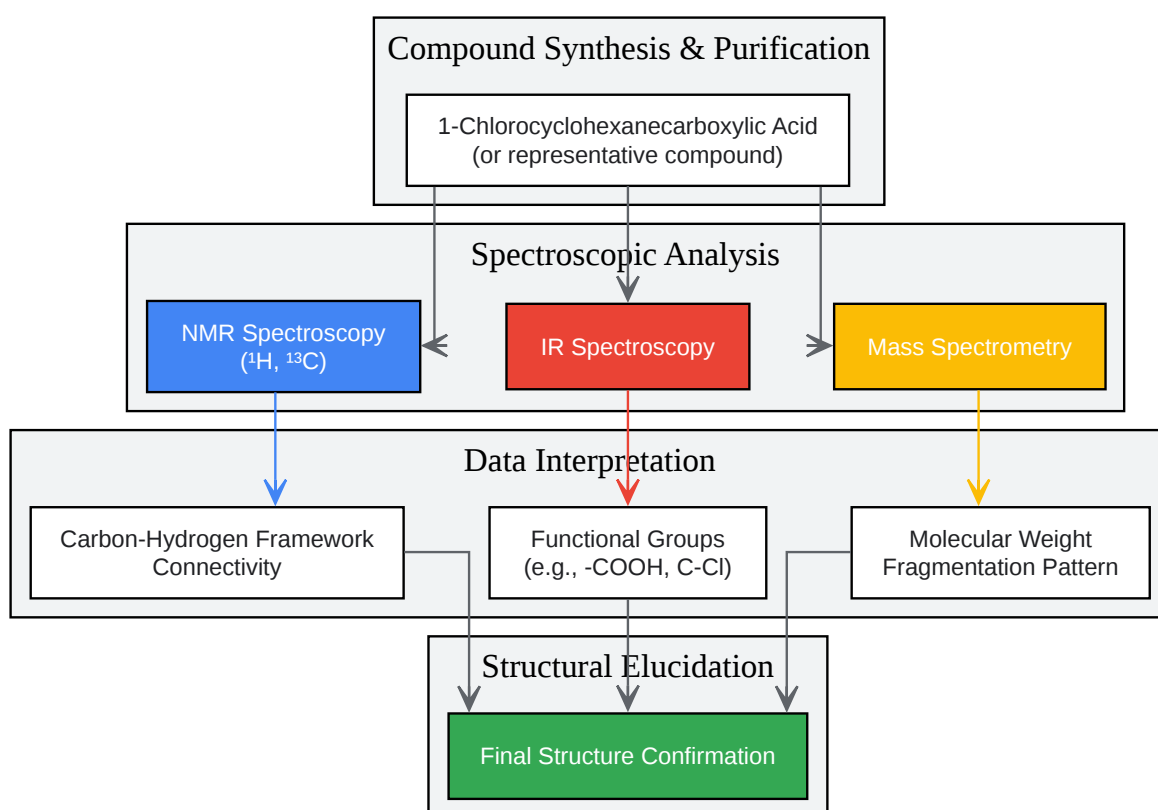 Compound Synthesis & Purification
1-Chlorocyclohexanecarboxylic Acid
(or representative compound)
Spectroscopic Analysis
NMR Spectroscopy
(¹H, ¹³C)
IR Spectroscopy
Mass Spectrometry
Data Interpretation
Carbon-Hydrogen Framework
Connectivity
Functional Groups
(e.g., -COOH, C-Cl)
Molecular Weight
Fragmentation Pattern
Structural Elucidation
Final Structure Confirmation